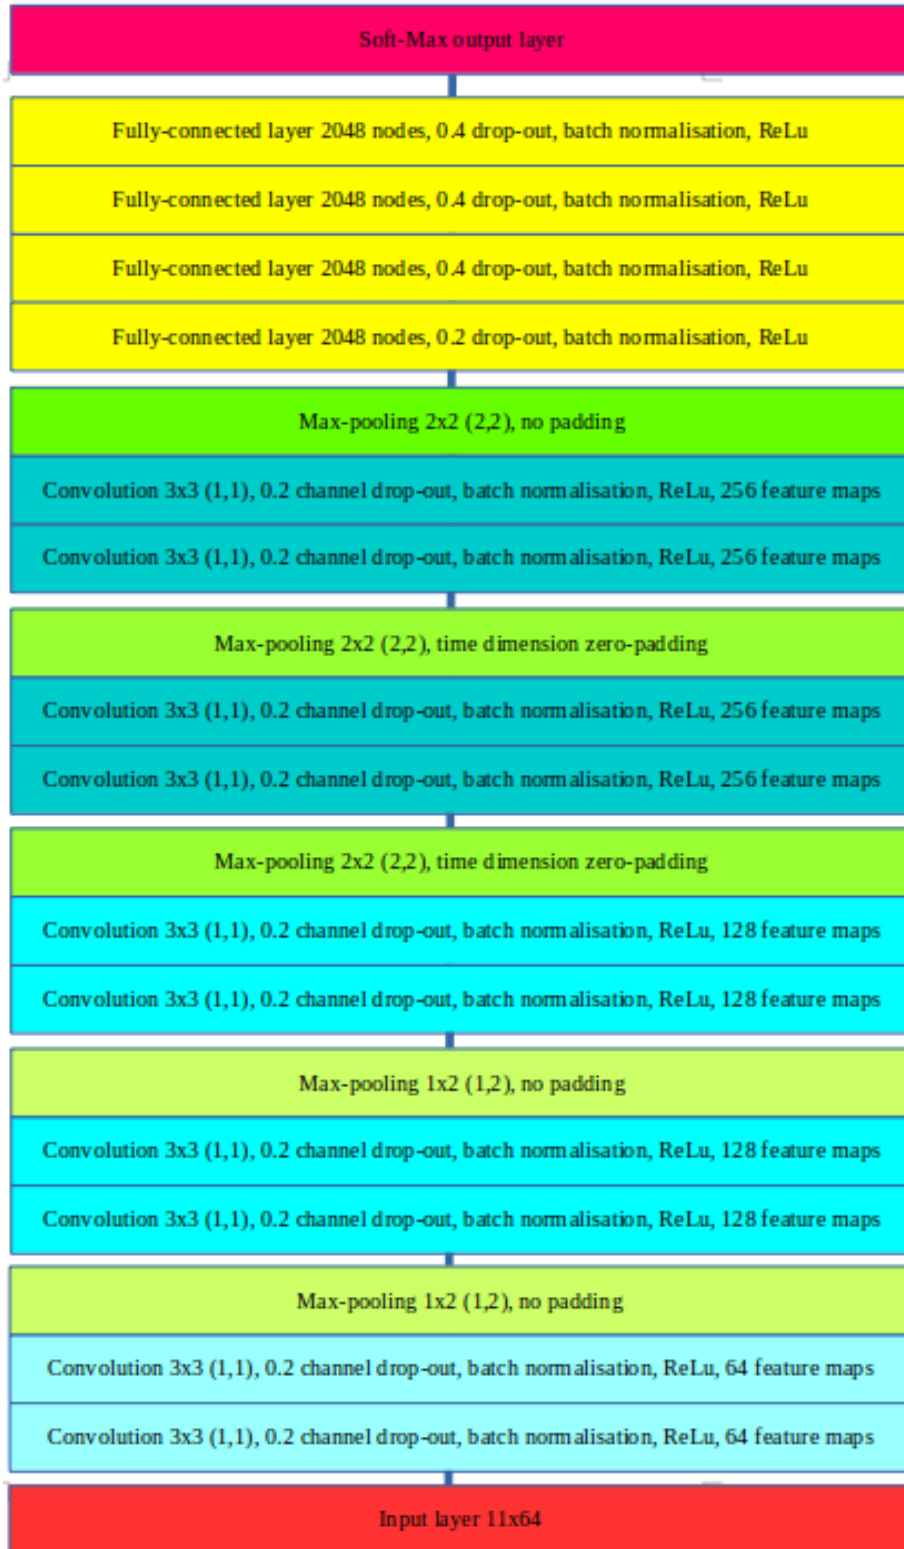 Soft-Max output layer
Fully-connected layer 2048 nodes, 0.4 drop-out, batch normalisation, ReLu
Fully-connected layer 2048 nodes, 0.4 drop-out, batch normalisation, ReLu
Fully-connected layer 2048 nodes, 0.4 drop-out, batch normalisation, ReLu
Fully-connected layer 2048 nodes, 0.2 drop-out, batch normalisation, ReLu
Max-pooling 2x2 (2,2), no padding
Convolution 3x3 (1,1), 0.2 channel drop-out, batch normalisation, ReLu, 256 feature maps
Convolution 3x3 (1,1), 0.2 channel drop-out, batch normalisation, ReLu, 256 feature maps
Max-pooling 2x2 (2,2), time dimension zero-padding
Convolution 3x3 (1,1), 0.2 channel drop-out, batch normalisation, ReLu, 256 feature maps
Convolution 3x3 (1,1), 0.2 channel drop-out, batch normalisation, ReLu, 256 feature maps
Max-pooling 2x2 (2,2), time dimension zero-padding
Convolution 3x3 (1,1), 0.2 channel drop-out, batch normalisation, ReLu, 128 feature maps
Convolution 3x3 (1,1), 0.2 channel drop-out, batch normalisation, ReLu, 128 feature maps
Max-pooling 1x2 (1,2), no padding
Convolution 3x3 (1,1), 0.2 channel drop-out, batch normalisation, ReLu, 128 feature maps
Convolution 3x3 (1,1), 0.2 channel drop-out, batch normalisation, ReLu, 128 feature maps
Max-pooling 1x2 (1,2), no padding
Convolution 3x3 (1,1), 0.2 channel drop-out, batch normalisation, ReLu, 64 feature maps
Convolution 3x3 (1,1), 0.2 channel drop-out, batch normalisation, ReLu, 64 feature maps
Input layer 11x64